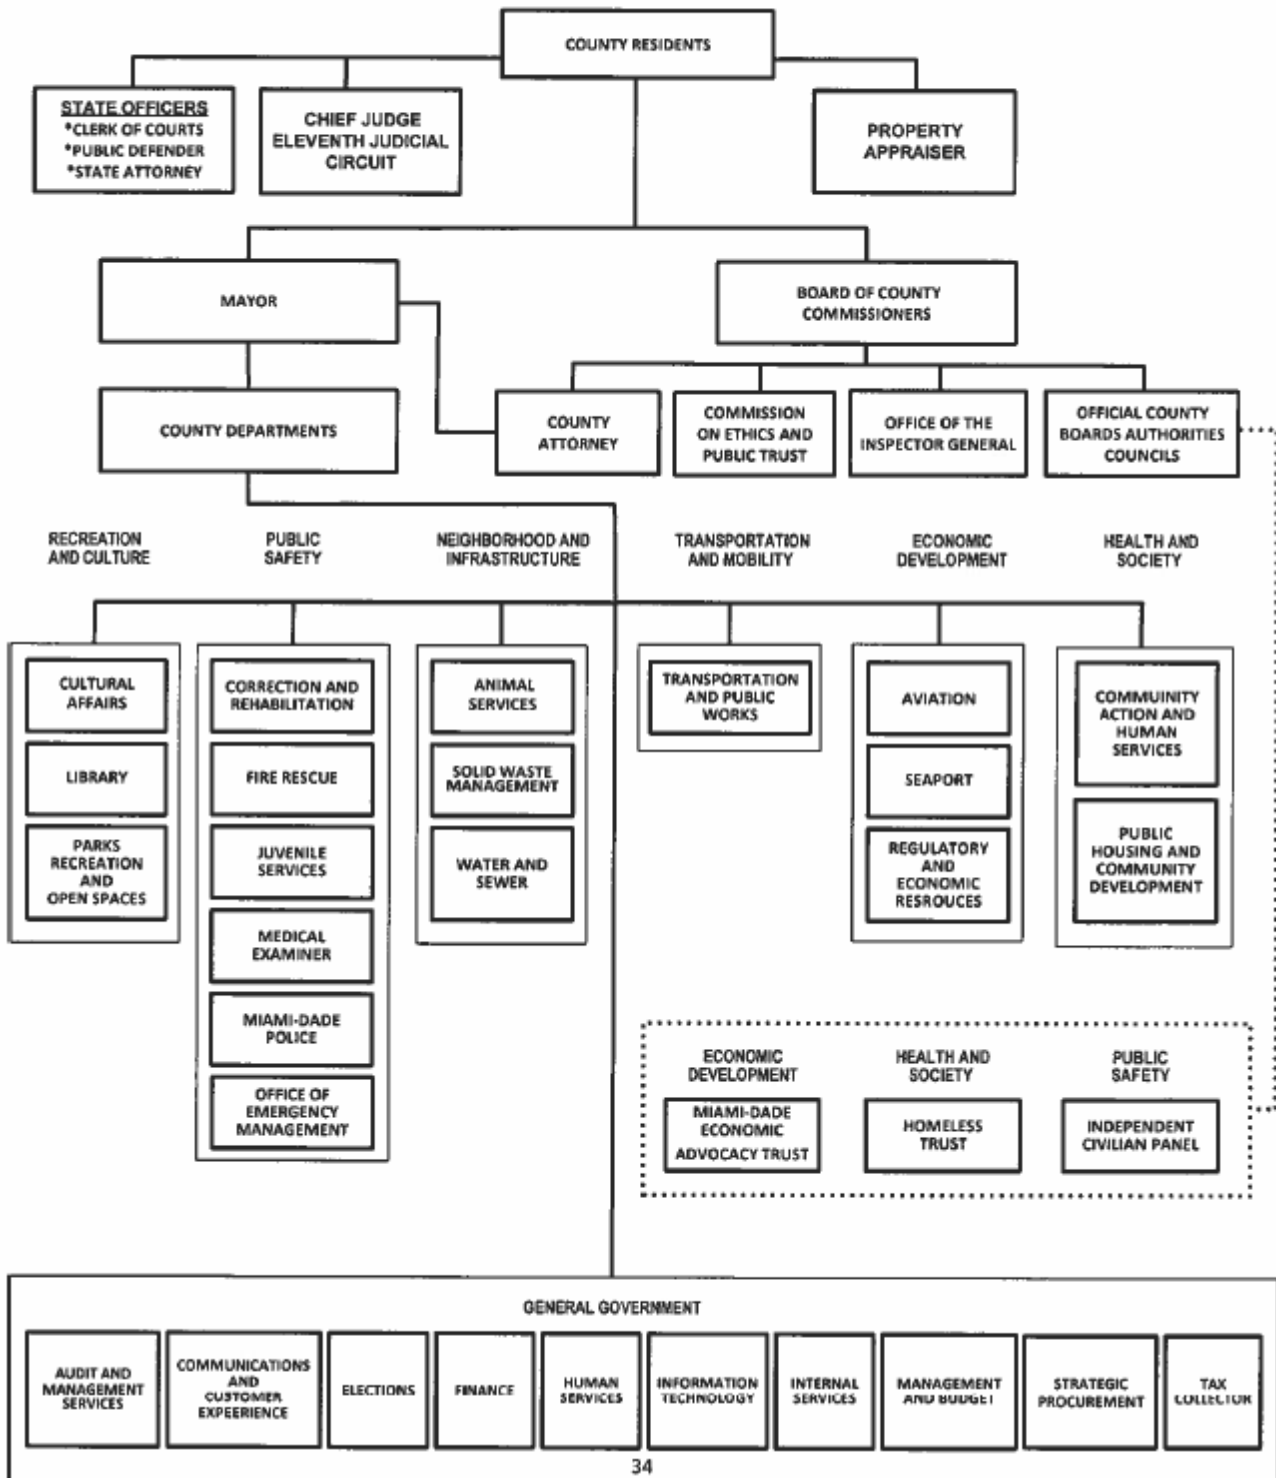 COUNTY RESIDENTS
STATE OFFICERS
*CLERK OF COURTS
*PUBLIC DEFENDER
*STATE ATTORNEY
CHIEF JUDGE
ELEVENTH JUDICIAL
CIRCUIT
PROPERTY
APPRAISER
MAYOR
BOARD OF COUNTY
COMMISSIONERS
COUNTY DEPARTMENTS
COUNTY
ATTORNEY
COMMISSION
ON ETHICS AND
PUBLIC TRUST
OFFICE OF THE
INSPECTOR GENERAL
OFFICIAL COUNTY
BOARDS AUTHORITIES
COUNCILS
RECREATION
AND CULTURE
PUBLIC
SAFETY
NEIGHBORHOOD AND
INFRASTRUCTURE
TRANSPORTATION
AND MOBILITY
ECONOMIC
DEVELOPMENT
HEALTH AND
SOCIETY
CULTURAL
AFFAIRS
LIBRARY
PARKS
RECREATION
AND
OPEN SPACES
CORRECTION AND
REHABILITATION
FIRE RESCUE
JUVENILE
SERVICES
MEDICAL
EXAMINER
MIAMI-DADE
POLICE
OFFICE OF
EMERGENCY
MANAGEMENT
ANIMAL
SERVICES
SOLID WASTE
MANAGEMENT
WATER AND
SEWER
TRANSPORTATION
AND PUBLIC
WORKS
AVIATION
SEAPORT
REGULATORY
AND
ECONOMIC
RESROUCES
COMMUINITY
ACTION AND
HUMAN
SERVICES
PUBLIC
HOUSING AND
COMMUNITY
DEVELOPMENT
ECONOMIC
DEVELOPMENT
MIAMI-DADE
ECONOMIC
ADVOCACY TRUST
HEALTH AND
SOCIETY
HOMELESS
TRUST
PUBLIC
SAFETY
INDEPENDENT
CIVILIAN PANEL
GENERAL GOVERNMENT
AUDIT AND
MANAGEMENT
SERVICES
COMMUNICATIONS
AND
CUSTOMER
EXPEERIENCE
ELECTIONS
FINANCE
HUMAN
SERVICES
INFORMATION
TECHNOLOGY
INTERNAL
SERVICES
MANAGEMENT
AND BUDGET
STRATEGIC
PROCUREMENT
TAX
COLLECTOR
34